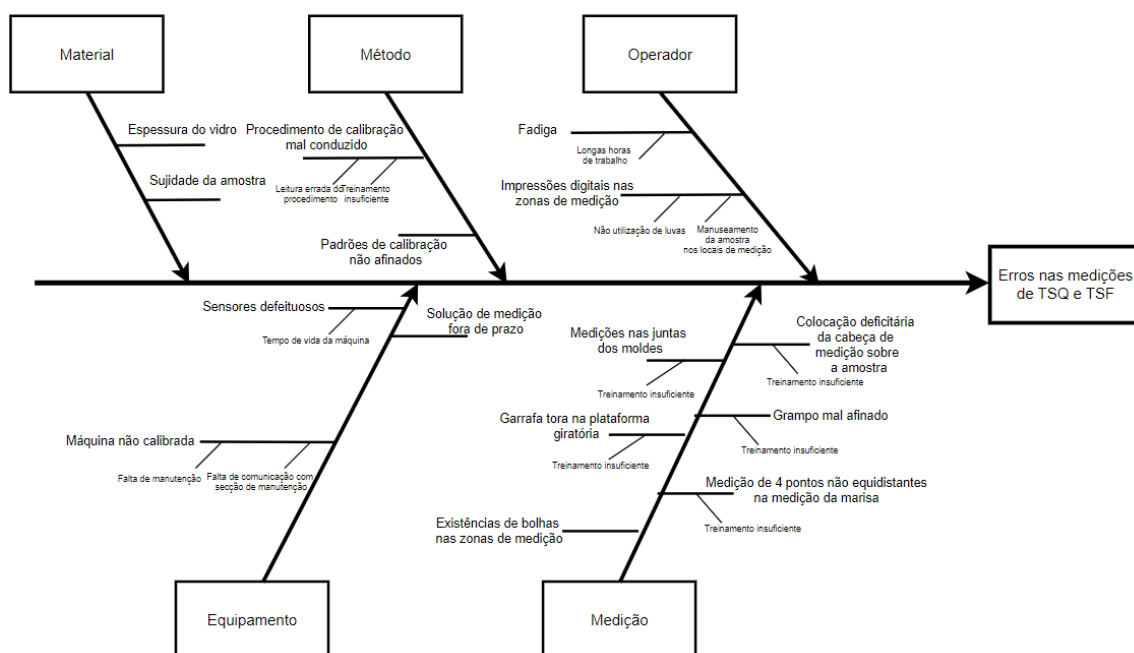 Material
Método
Operador
Espessura do vidro
Sujidade da amostra
Procedimento de calibração
mal conduzido
Leitura errada do
procedimento
Treinamento
insuficiente
Padrões de calibração
não afinados
Fadiga
Longas horas
de trabalho
Impressões digitais nas
zonas de medição
Não utilização de luvas
Manuseamento
da amostra
nos locais de medição
Erros nas medições
de TSQ e TSF
Sensores defeituosos
Tempo de vida da máquina
Solução de medição
fora de prazo
Máquina não calibrada
Falta de manutenção
Falta de comunicação com
secção de manutenção
Medições nas juntas
dos moldes
Treinamento insuficiente
Colocação deficitária
da cabeça de
medição sobre
a amostra
Treinamento insuficiente
Garrafa tora na plataforma
giratória
Treinamento insuficiente
Grampo mal afinado
Treinamento insuficiente
Medição de 4 pontos não equidistantes
na medição da marisa
Treinamento insuficiente
Existências de bolhas
nas zonas de medição
Equipamento
Medição